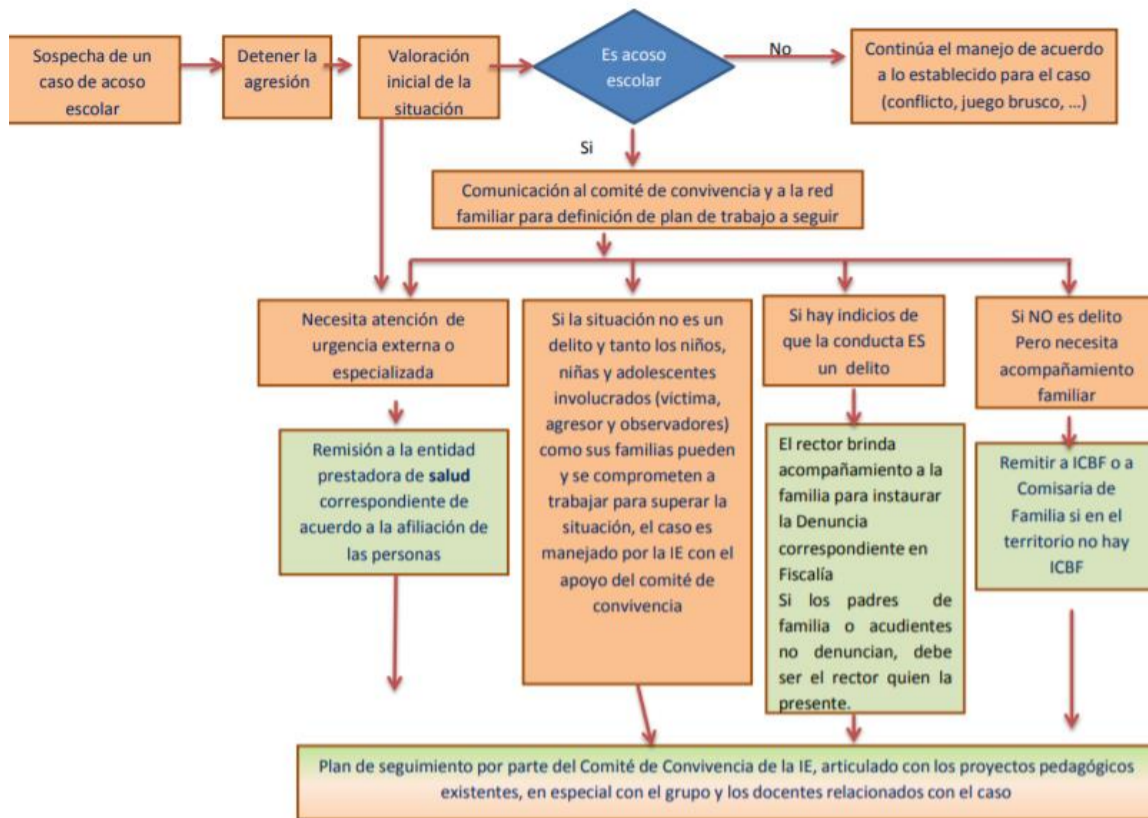 Sospecha de un
caso de acoso
escolar
Detener la
agresión
Valoración
inicial de la
situación
Es acoso
escolar
No
Continúa el manejo de acuerdo
a lo establecido para el caso
(conflicto, juego brusco, ...)
Si
Comunicación al comité de convivencia y a la red
familiar para definición de plan de trabajo a seguir
Necesita atención de
urgencia externa o
especializada
Remisión a la entidad
prestadora de salud
correspondiente de
acuerdo a la afiliación de
las personas
Si la situación no es un
delito y tanto los niños,
niñas y adolescentes
involucrados (víctima,
agresor y observadores)
como sus familias pueden
y se comprometen a
trabajar para superar la
situación, el caso es
manejado por la IE con el
apoyo del comité de
convivencia
Si hay indicios de
que la conducta ES
un delito
El rector brinda
acompañamiento a la
familia para instaurar
la Denuncia
correspondiente en
Fiscalía
Si los padres de
familia o acudientes
no denuncian, debe
ser el rector quien la
presente.
Si NO es delito
Pero necesita
acompañamiento
familiar
Remitir a ICBF o a
Comisaria de
Familia si en el
territorio no hay
ICBF
Plan de seguimiento por parte del Comité de Convivencia de la IE, articulado con los proyectos pedagógicos
existentes, en especial con el grupo y los docentes relacionados con el caso